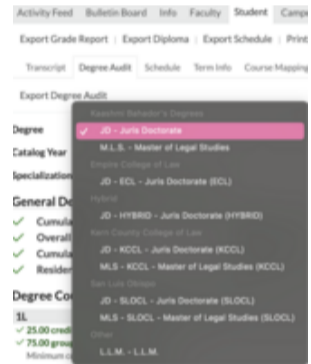 Activity Feed Bulletin Board Info Faculty Student Camp
Export Grade Report | Export Diploma | Export Schedule | Print
Transcript Degree Audit Schedule Term Info Course Mapping
Export Degree Audit
Degrees
Degree
✓ JD - Juris Doctorate
M.L.S. - Master of Legal Studies
Catalog Year
Empire College of Law
Specialization
JD - ECL - Juris Doctorate (ECL)
Hybrid
General De
JD - HYBRID - Juris Doctorate (HYBRID)
✓ Cumula
✓ Overall
Kern County College of Law
✓ Cumula
JD - KCCL - Juris Doctorate (KCCL)
✓ Residen
MLS - KCCL - Master of Legal Studies (KCCL)
San Luis Obispo
Degree Co
JD - SLOCL - Juris Doctorate (SLOCL)
1L
MLS - SLOCL - Master of Legal Studies (SLOCL)
✓ 25.00 credi
Other
✓ 75.00 group
L.L.M. - L.L.M.
Minimum c